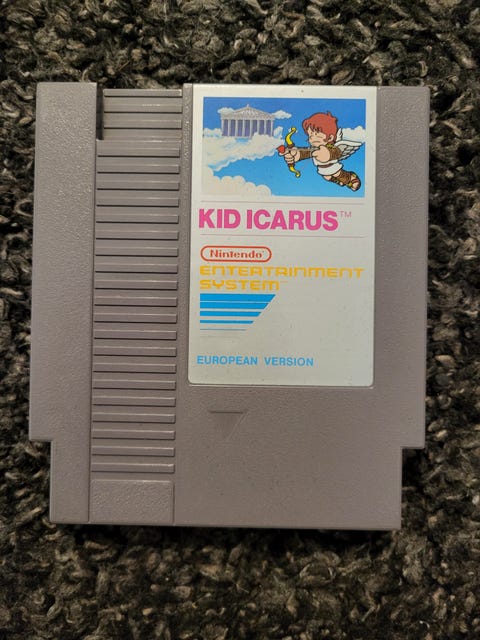 KID ICARUS™
Nintendo®
ENTERTAINMENT
SYSTEM™
EUROPEAN VERSION